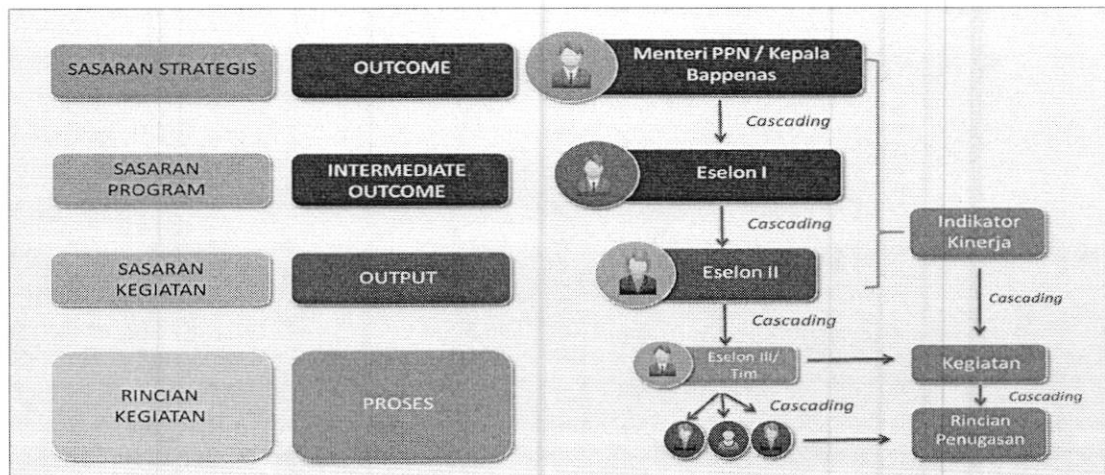 SASARAN STRATEGIS
OUTCOME
Menteri PPN / Kepala
Bappenas
Cascading
SASARAN
PROGRAM
INTERMEDIATE
OUTCOME
Eselon I
Cascading
Indikator
Kinerja
SASARAN
KEGIATAN
OUTPUT
Eselon II
Cascading
Cascading
RINCIAN
KEGIATAN
PROSES
Eselon III/
Tim
Kegiatan
Cascading
Cascading
Rincian
Penugasan